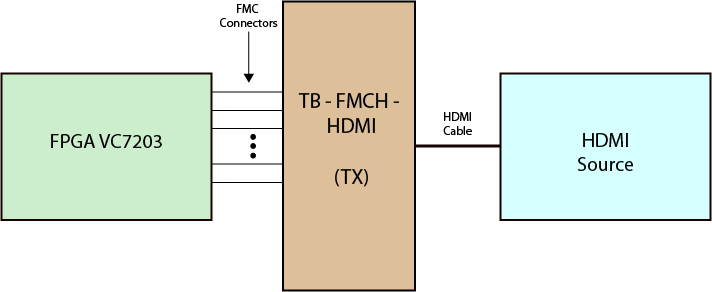 FMC
Connectors
FPGA VC7203
TB - FMCH -
HDMI
(TX)
HDMI
Cable
HDMI
Source